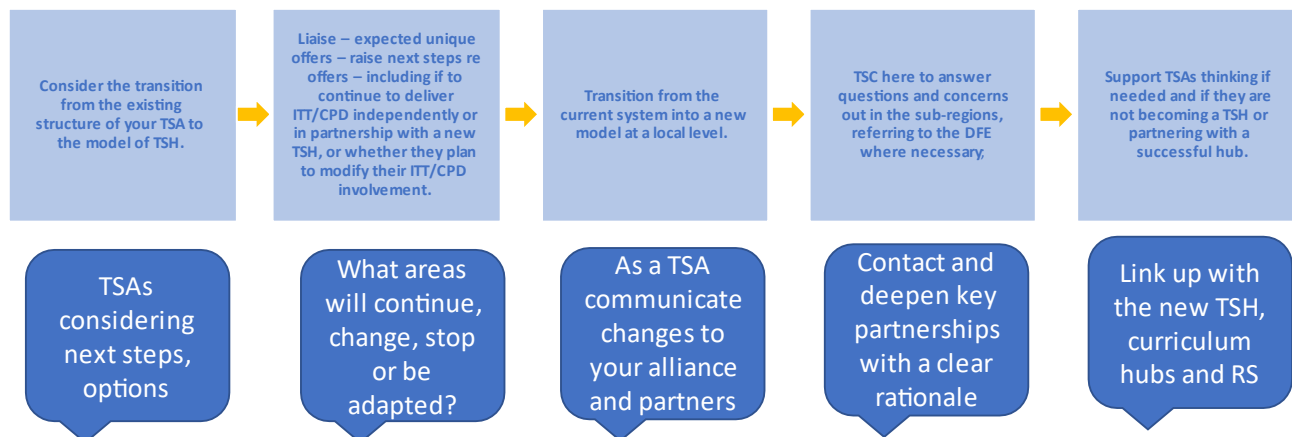 Consider the transition
from the existing
structure of your TSA to
the model of TSH.
Liaise – expected unique
offers – raise next steps re
offers – including if to
continue to deliver
ITT/CPD independently or
in partnership with a new
TSH, or whether they plan
to modify their ITT/CPD
involvement.
Transition from the
current system into a new
model at a local level.
TSC here to answer
questions and concerns
out in the sub-regions,
referring to the DFE
where necessary;
Support TSAs thinking if
needed and if they are
not becoming a TSH or
partnering with a
successful hub.
TSAs
considering
next steps,
options
What areas
will continue,
change, stop
or be
adapted?
As a TSA
communicate
changes to
your alliance
and partners
Contact and
deepen key
partnerships
with a clear
rationale
Link up with
the new TSH,
curriculum
hubs and RS